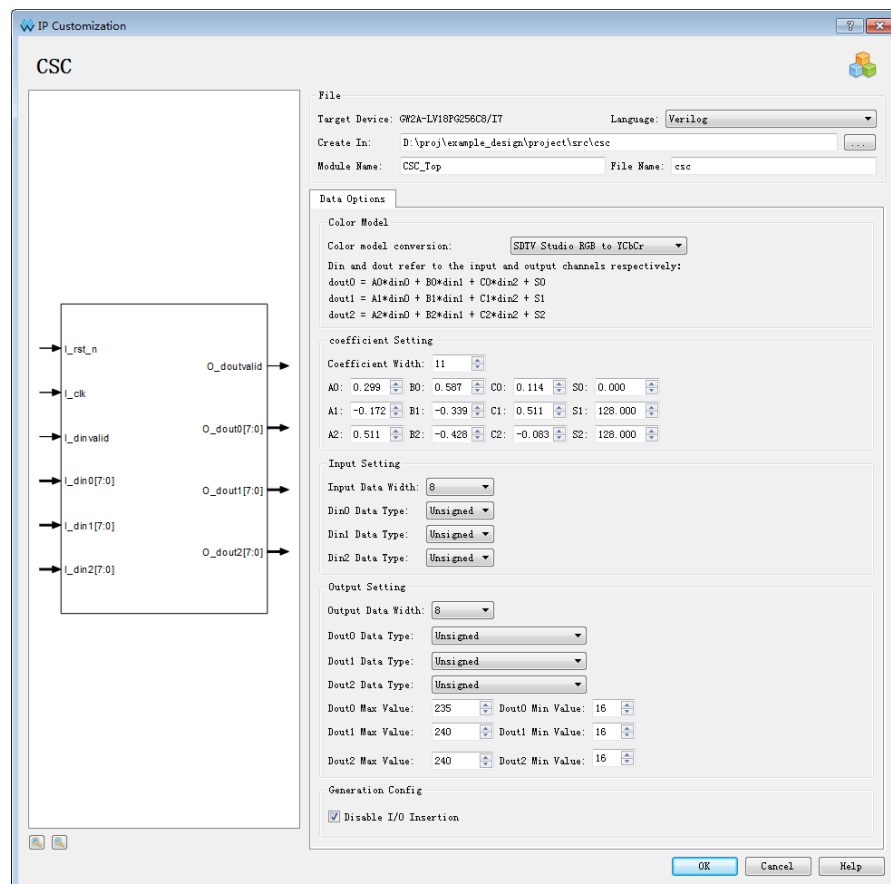 IP Customization
CSC
I_rst_n
I_clk
I_dinvalid
I_din0[7:0]
I_din1[7:0]
I_din2[7:0]
O_doutvalid
O_dout0[7:0]
O_dout1[7:0]
O_dout2[7:0]
File
Target Device: GW2A-LV18PG256C8/I7 Language: Verilog
Create In: D:\proj\example_design\project\src\csc ...
Module Name: CSC_Top File Name: csc
Data Options
Color Model
Color model conversion: SDTV Studio RGB to YCbCr
Din and dout refer to the input and output channels respectively:
dout0 = A0*din0 + B0*din1 + C0*din2 + S0
dout1 = A1*din0 + B1*din1 + C1*din2 + S1
dout2 = A2*din0 + B2*din1 + C2*din2 + S2
coefficient Setting
Coefficient Width: 11
A0: 0.299 B0: 0.587 C0: 0.114 S0: 0.000
A1: -0.172 B1: -0.339 C1: 0.511 S1: 128.000
A2: 0.511 B2: -0.428 C2: -0.083 S2: 128.000
Input Setting
Input Data Width: 8
Din0 Data Type: Unsigned
Din1 Data Type: Unsigned
Din2 Data Type: Unsigned
Output Setting
Output Data Width: 8
Dout0 Data Type: Unsigned
Dout1 Data Type: Unsigned
Dout2 Data Type: Unsigned
Dout0 Max Value: 235 Dout0 Min Value: 16
Dout1 Max Value: 240 Dout1 Min Value: 16
Dout2 Max Value: 240 Dout2 Min Value: 16
Generation Config
Disable I/O Insertion
OK Cancel Help